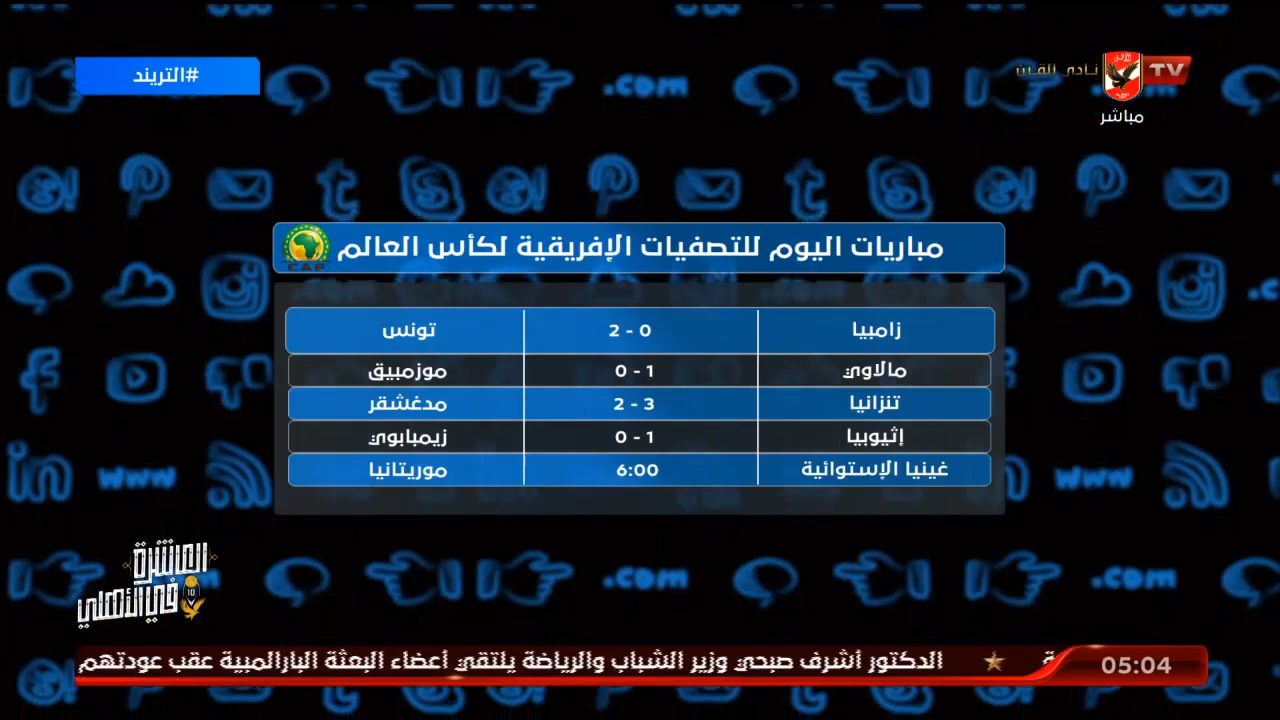 #التريند
نادي القرن TV
مباشر
مباريات اليوم للتصفيات الإفريقية لكأس العالم
CAF
زامبيا 2 - 0 تونس
مالاوي 0 - 1 موزمبيق
تنزانيا 2 - 3 مدغشقر
إثيوبيا 0 - 1 زيمبابوي
غينيا الإستوائية 6:00 موريتانيا
العاشرة
في الأهلي
10
الدكتور أشرف صبحي وزير الشباب والرياضة يلتقي أعضاء البعثة البارالمبية عقب عودتهم
05:04